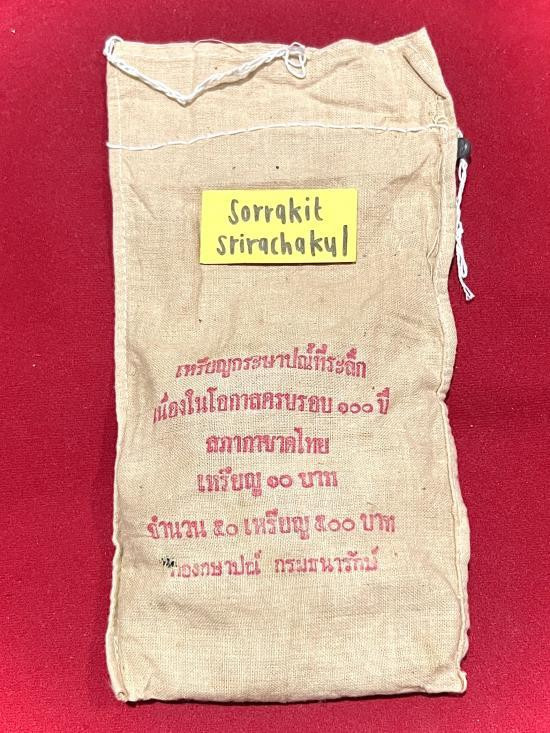 Sorrakit
Srirachakul
เหรียญกระษาปณ์ที่ระลึก
เนื่องในโอกาสครบรอบ ๑๐๐ ปี
สภากาชาดไทย
เหรียญ ๑๐ บาท
จำนวน ๕๐ เหรียญ ๕๐๐ บาท
กองกษาปณ์ กรมธนารักษ์